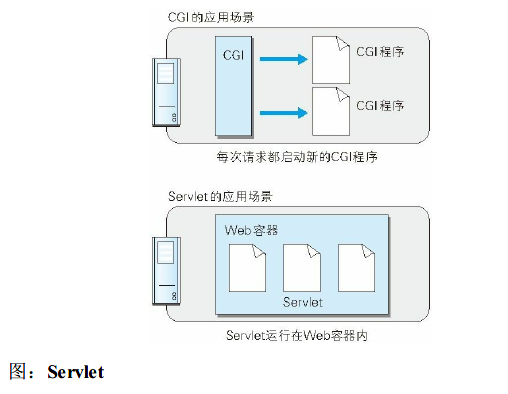 CGI的应用场景
CGI
CGI程序
CGI程序
每次请求都启动新的CGI程序
Servlet的应用场景
Web容器
Servlet
Servlet运行在Web容器内
图：Servlet